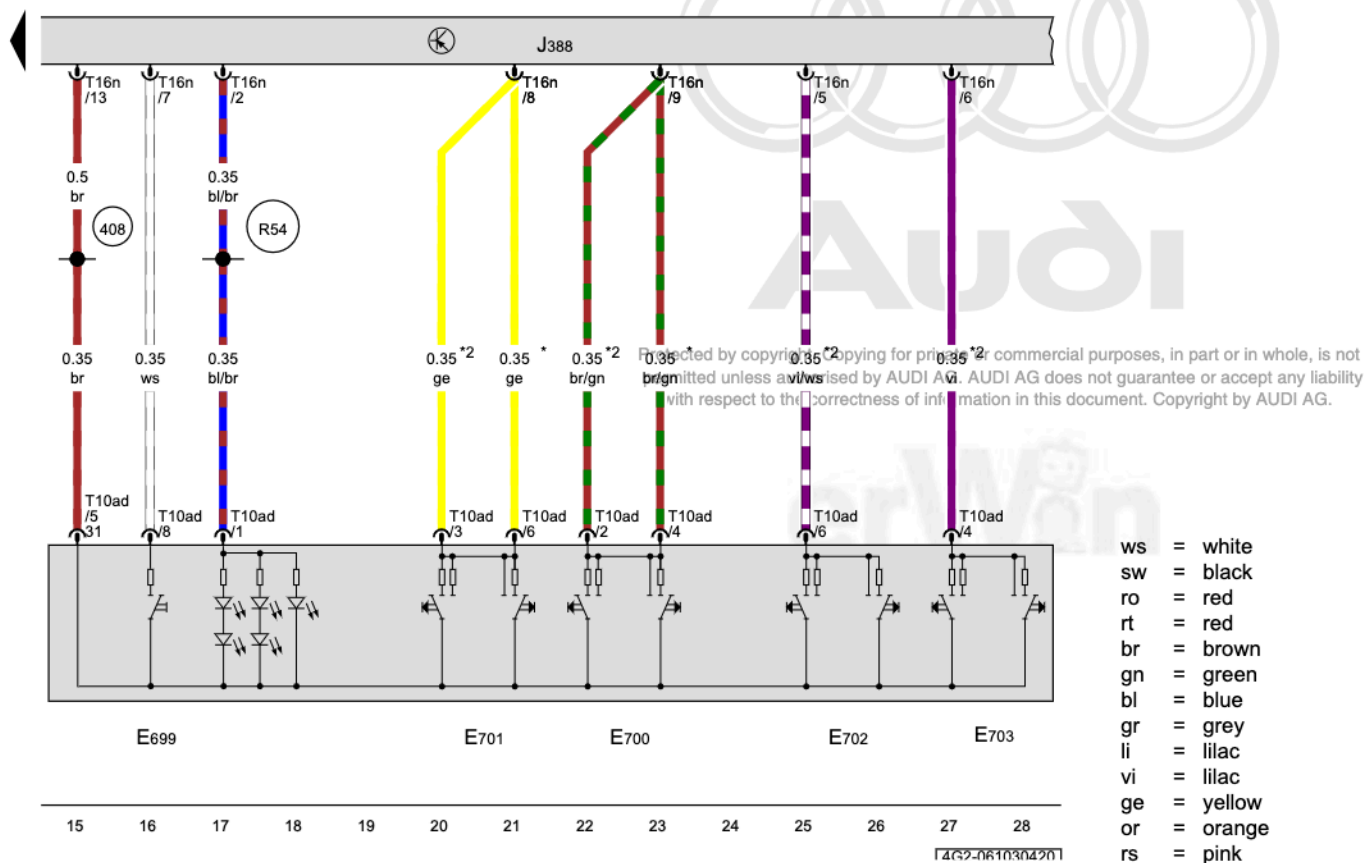 J388
T16n T16n T16n T16n T16n T16n T16n
/13 /7 /2 /8 /9 /5 /6
0.5 0.35
br bl/br
408 R54
AUDI
0.35 0.35 0.35 0.35 *2 0.35 * 0.35 *2 0.35 * 0.35 *2 0.35 *2
br ws bl/br ge ge br/gn br/gn vi/ws vi
Protected by copyright. Copying for private or commercial purposes, in part or in whole, is not
permitted unless authorised by AUDI AG. AUDI AG does not guarantee or accept any liability
with respect to the correctness of information in this document. Copyright by AUDI AG.
erWin
T10ad T10ad T10ad T10ad T10ad T10ad T10ad T10ad T10ad
/5 /8 /1 /3 /6 /2 /4 /6 /4
31
E699 E701 E700 E702 E703
15 16 17 18 19 20 21 22 23 24 25 26 27 28
4G2-061030420
ws = white
sw = black
ro = red
rt = red
br = brown
gn = green
bl = blue
gr = grey
li = lilac
vi = lilac
ge = yellow
or = orange
rs = pink